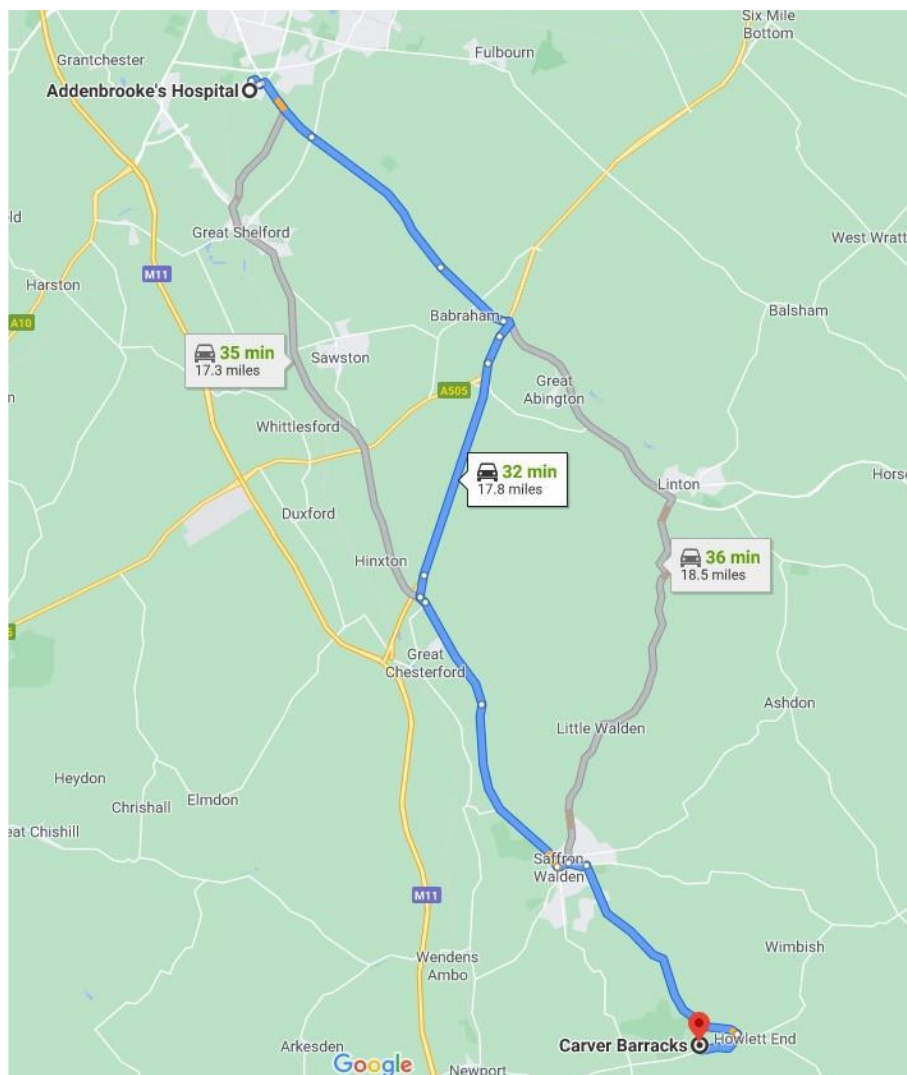 Six Mile
Bottom
Grantchester
Fulbourn
Addenbrooke's Hospital
Great Shelford
West Wratt
M11
Harston
Balsham
A10
Babraham
35 min
17.3 miles
Sawston
Great
Abington
A505
Whittlesford
32 min
17.8 miles
Linton
Horse
Duxford
Hinxton
36 min
18.5 miles
Great
Chesterford
Ashdon
Little Walden
Heydon
Elmdon
Chrishall
eat Chishill
Saffron
Walden
M11
Wimbish
Wendens
Ambo
Howlett End
Carver Barracks
Arkesden
Google
Newport